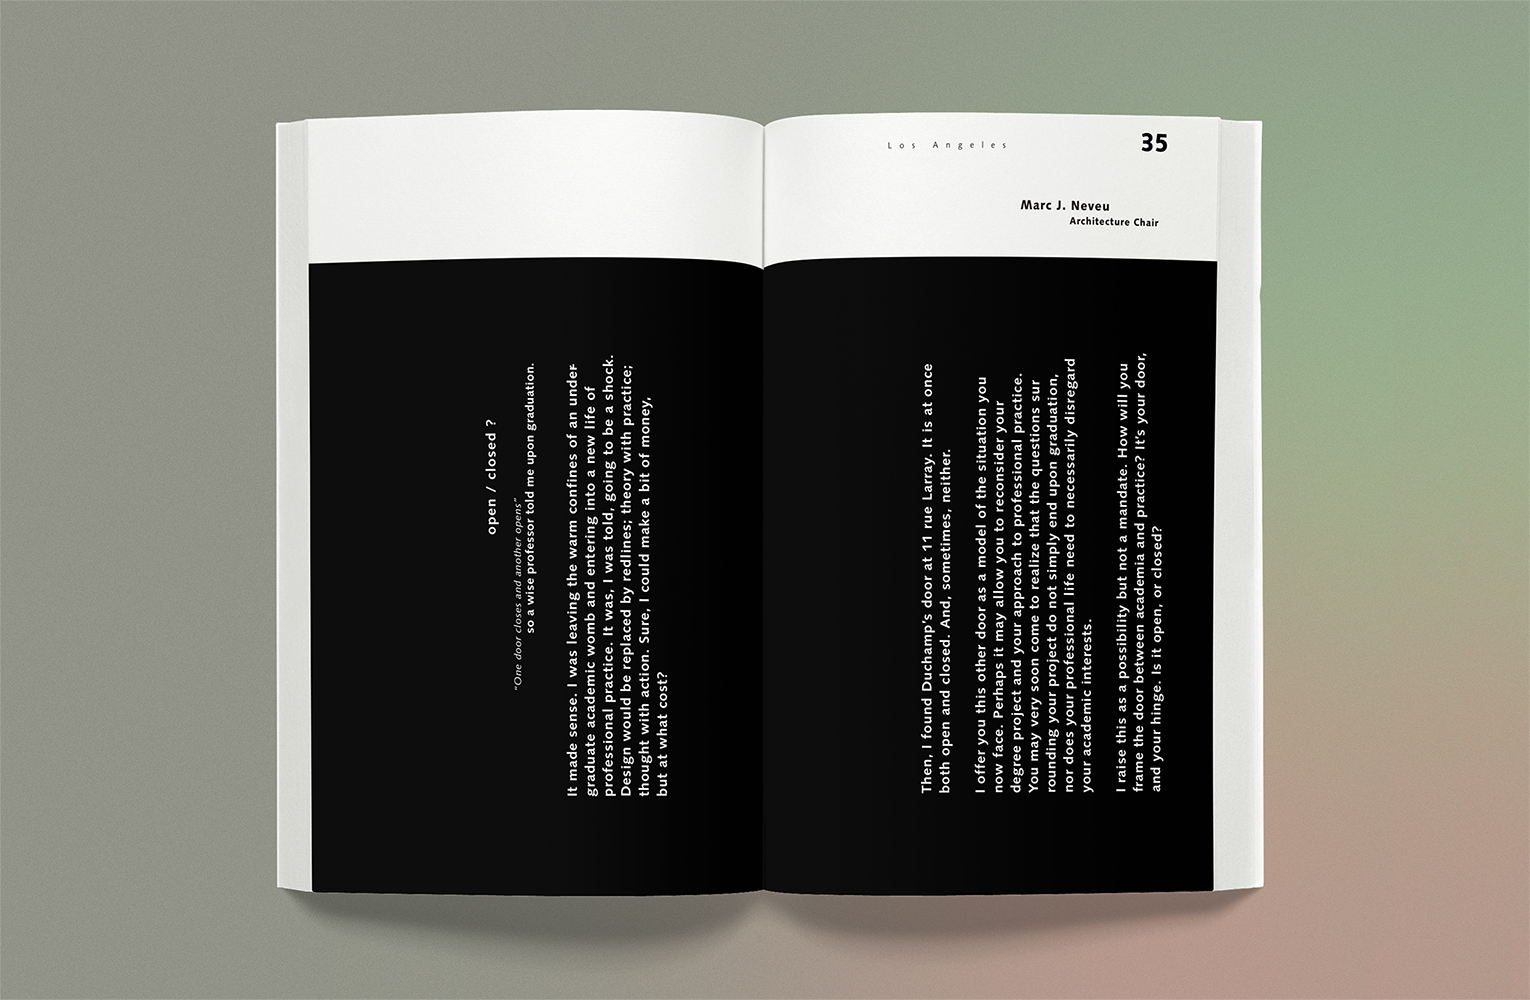 Los Angeles
35
Marc J. Neveu
Architecture Chair
open / closed ?
"One door closes and another opens"
so a wise professor told me upon graduation.
It made sense. I was leaving the warm confines of an under-
graduate academic womb and entering into a new life of
professional practice. It was, I was told, going to be a shock.
Design would be replaced by redlines; theory with practice;
thought with action. Sure, I could make a bit of money,
but at what cost?
Then, I found Duchamp's door at 11 rue Larray. It is at once
both open and closed. And, sometimes, neither.
I offer you this other door as a model of the situation you
now face. Perhaps it may allow you to reconsider your
degree project and your approach to professional practice.
You may very soon come to realize that the questions sur
rounding your project do not simply end upon graduation,
nor does your professional life need to necessarily disregard
your academic interests.
I raise this as a possibility but not a mandate. How will you
frame the door between academia and practice? It's your door,
and your hinge. Is it open, or closed?